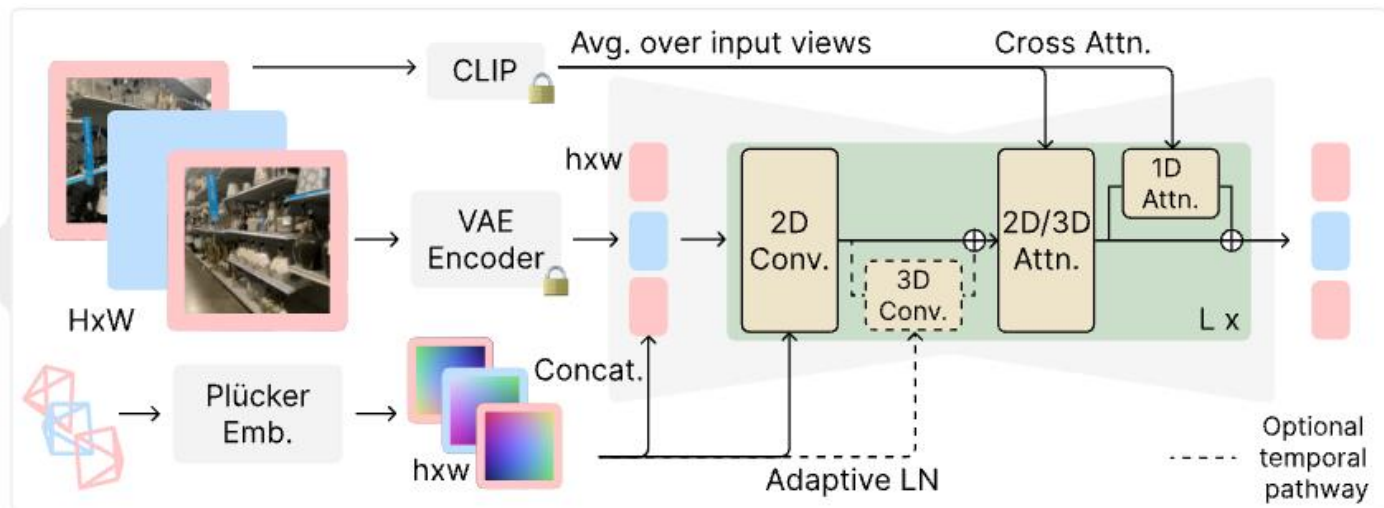 CLIP
Avg. over input views
Cross Attn.
HxW
VAE
Encoder
hxw
2D
Conv.
3D
Conv.
2D/3D
Attn.
1D
Attn.
L x
Plücker
Emb.
hxw
Concat.
Adaptive LN
Optional
temporal
pathway